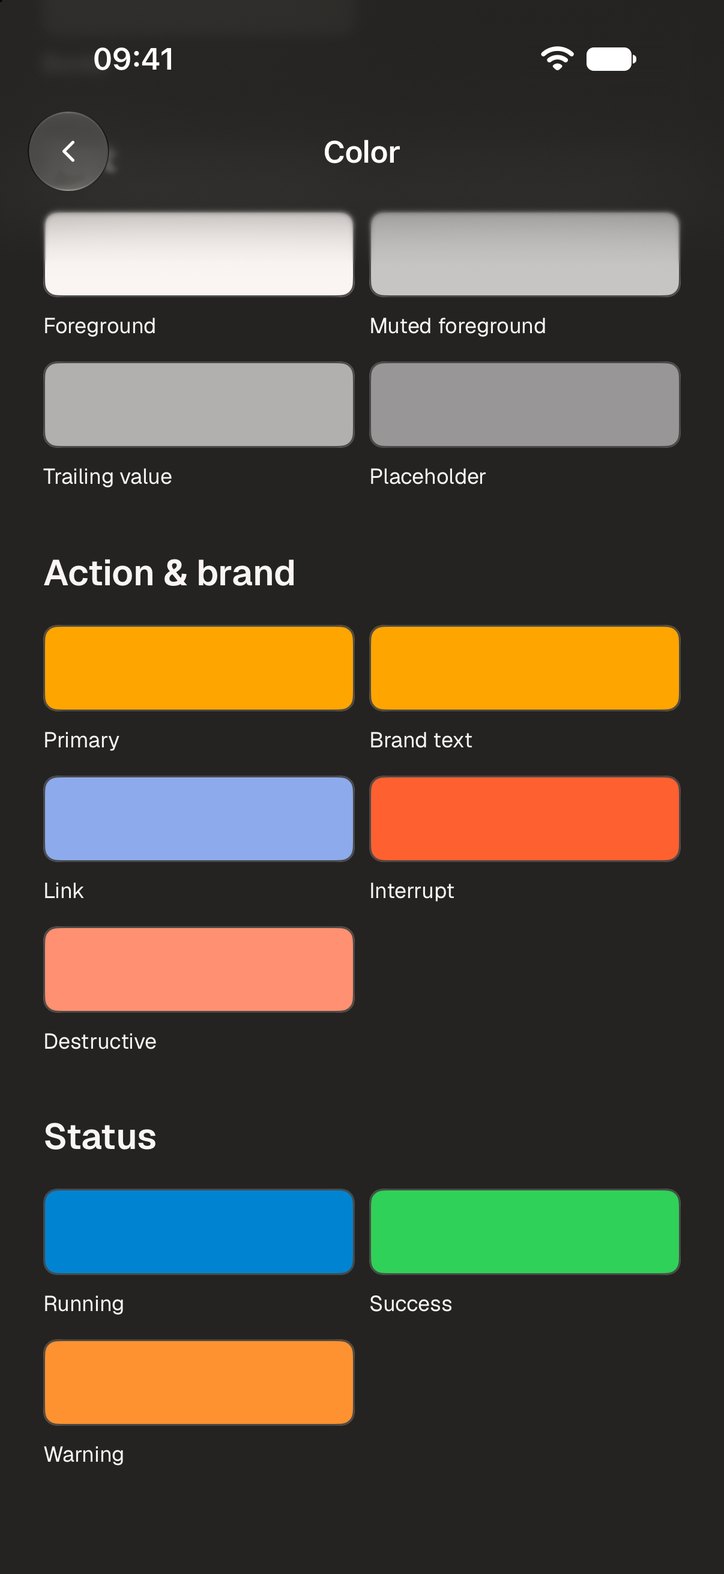 09:41
Color
Foreground
Muted foreground
Trailing value
Placeholder
Action & brand
Primary
Brand text
Link
Interrupt
Destructive
Status
Running
Success
Warning